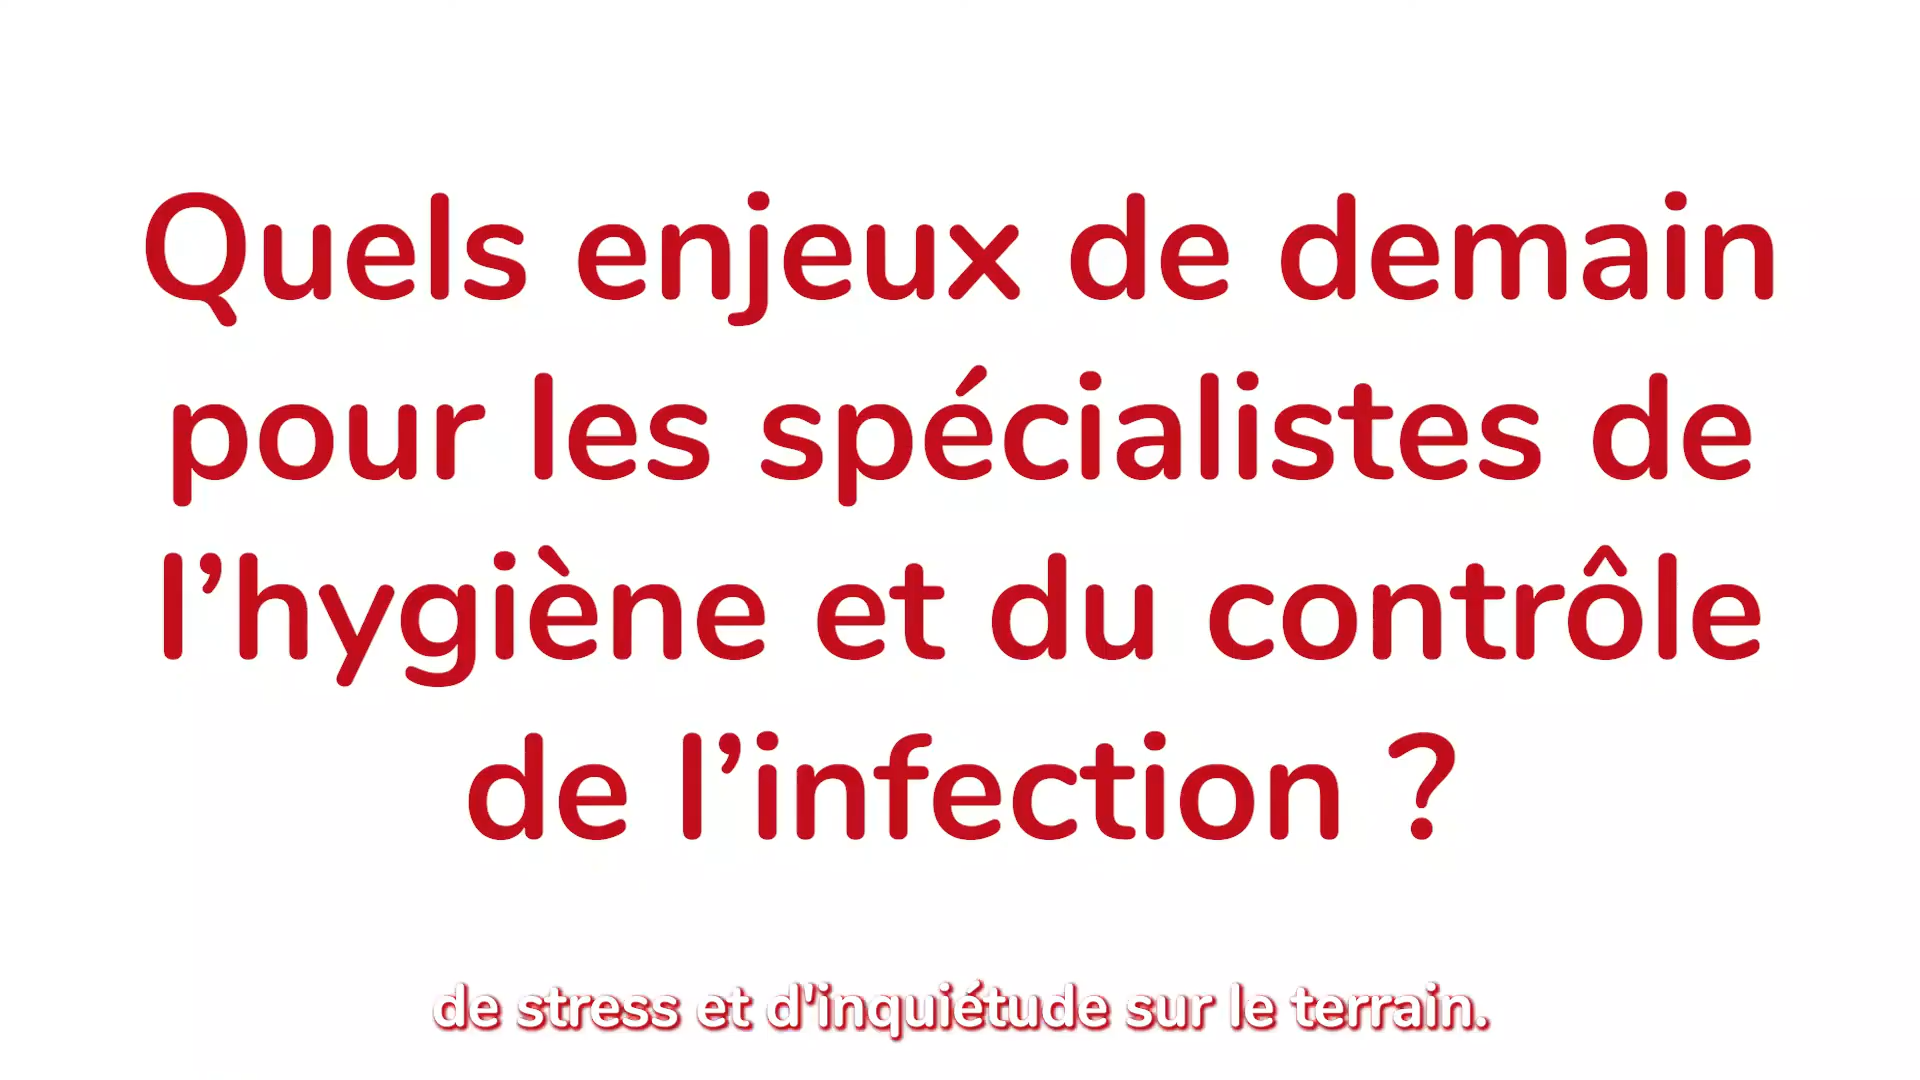 Quels enjeux de demain
pour les spécialistes de
l’hygiène et du contrôle
de l’infection ?
de stress et d'inquiétude sur le terrain.